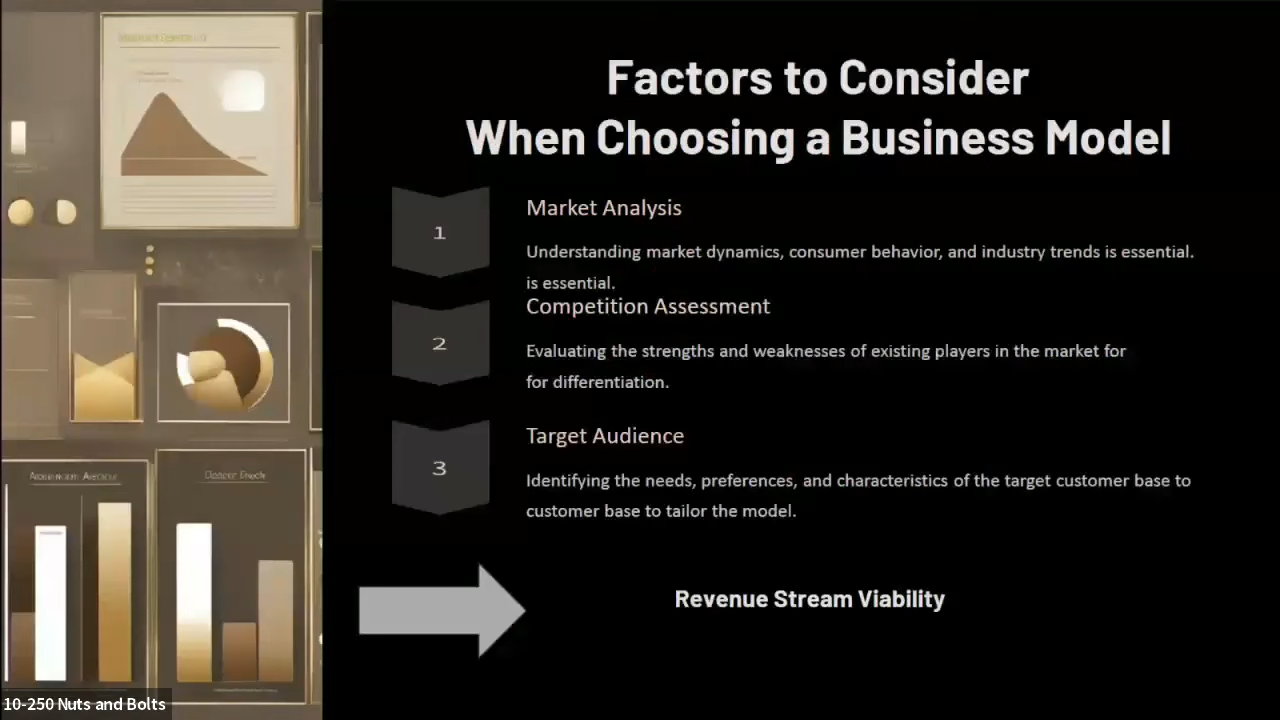 Factors to Consider
When Choosing a Business Model
1
Market Analysis
Understanding market dynamics, consumer behavior, and industry trends is essential.
is essential.
2
Competition Assessment
Evaluating the strengths and weaknesses of existing players in the market for
for differentiation.
3
Target Audience
Identifying the needs, preferences, and characteristics of the target customer base to
customer base to tailor the model.
Revenue Stream Viability
10-250 Nuts and Bolts